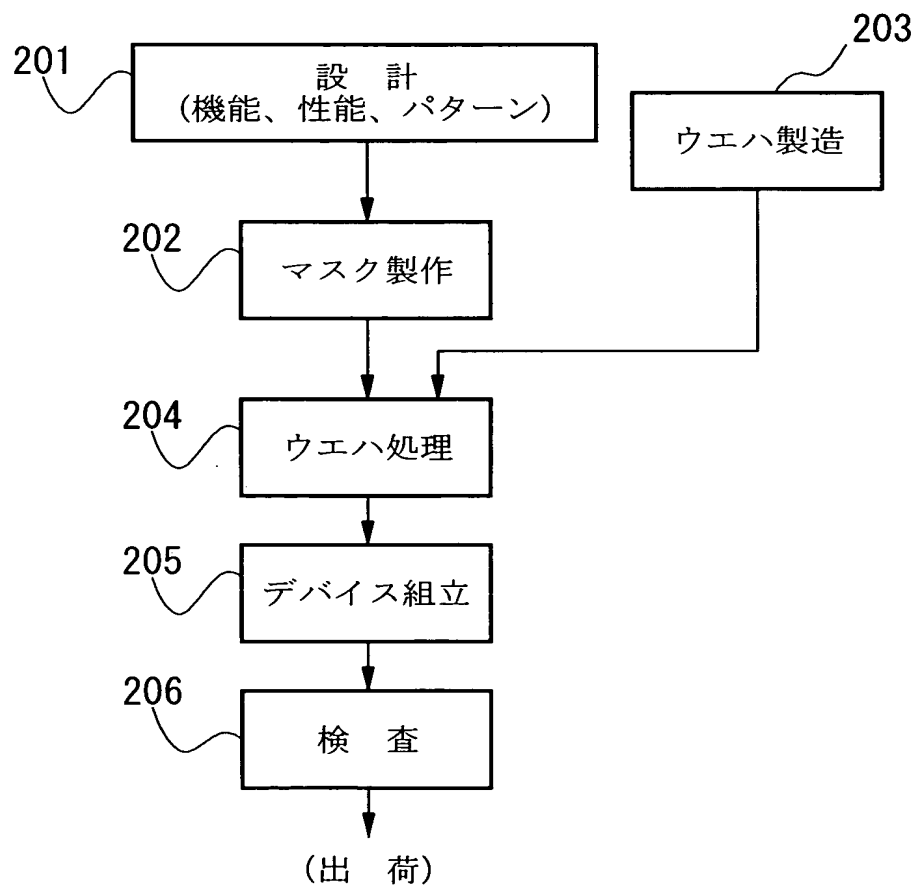 201
設　計
(機能、性能、パターン)
203
ウエハ製造
202
マスク製作
204
ウエハ処理
205
デバイス組立
206
検　査
(出　荷)